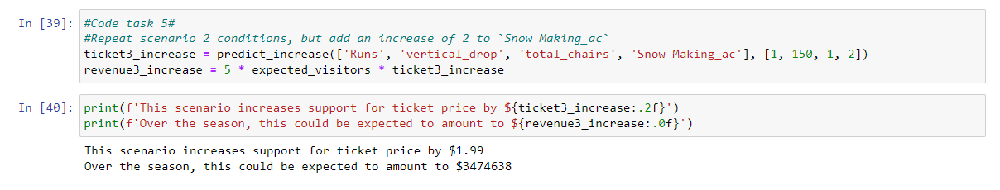 In [39]: #Code task 5#
#Repeat scenario 2 conditions, but add an increase of 2 to `Snow Making_ac`
ticket3_increase = predict_increase(['Runs', 'vertical_drop', 'total_chairs', 'Snow Making_ac'], [1, 150, 1, 2])
revenue3_increase = 5 * expected_visitors * ticket3_increase
In [40]: print(f'This scenario increases support for ticket price by ${ticket3_increase:.2f}')
print(f'Over the season, this could be expected to amount to ${revenue3_increase:.0f}')
This scenario increases support for ticket price by $1.99
Over the season, this could be expected to amount to $3474638